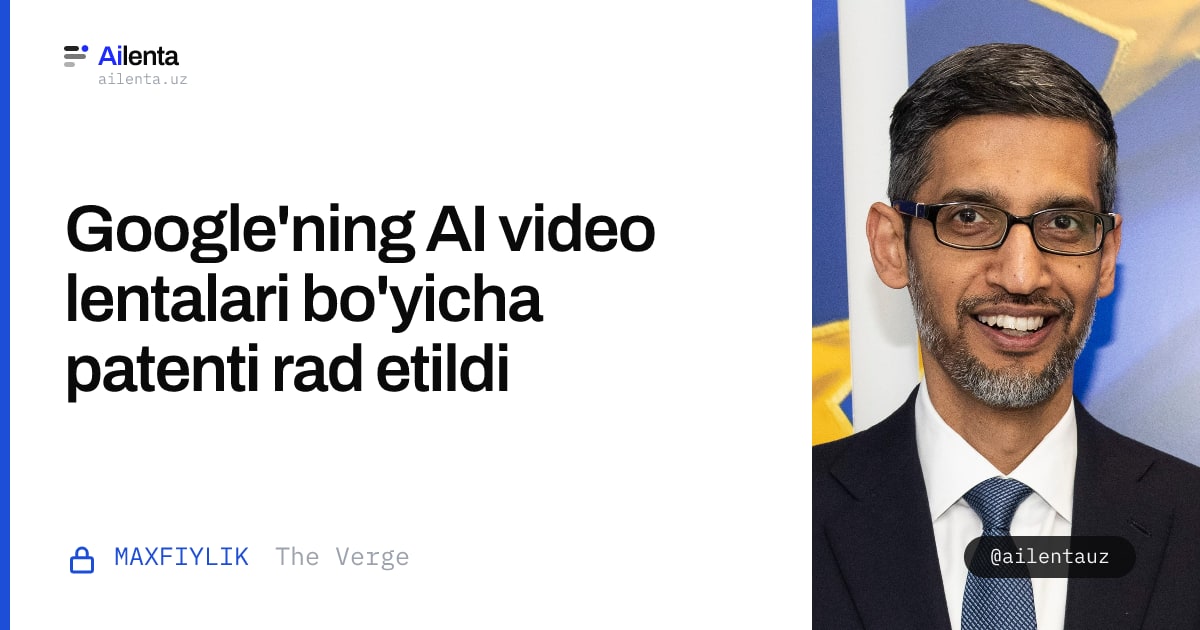 Ailenta
ailenta.uz
Google'ning AI video
lentalari bo'yicha
patenti rad etildi
MAXFIYLIK The Verge
@ailentauz